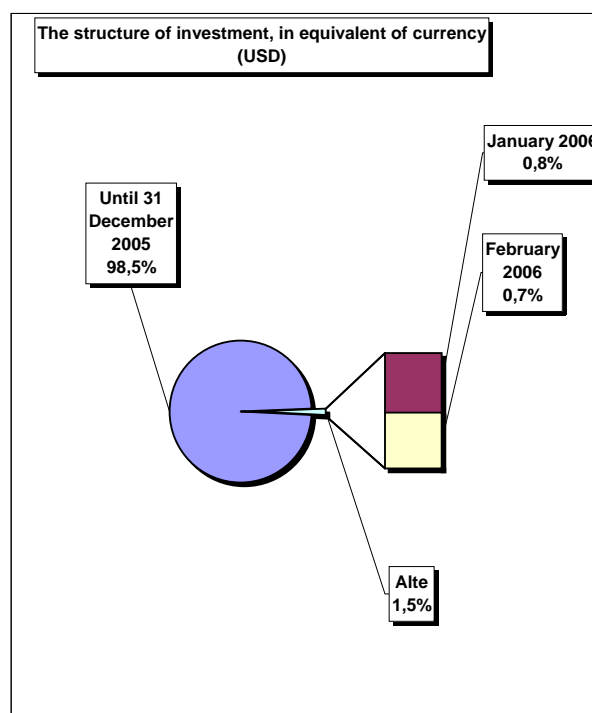 The structure of investment, in equivalent of currency
(USD)
January 2006
0,8%
Until 31
December
2005
98,5%
February
2006
0,7%
Alte
1,5%